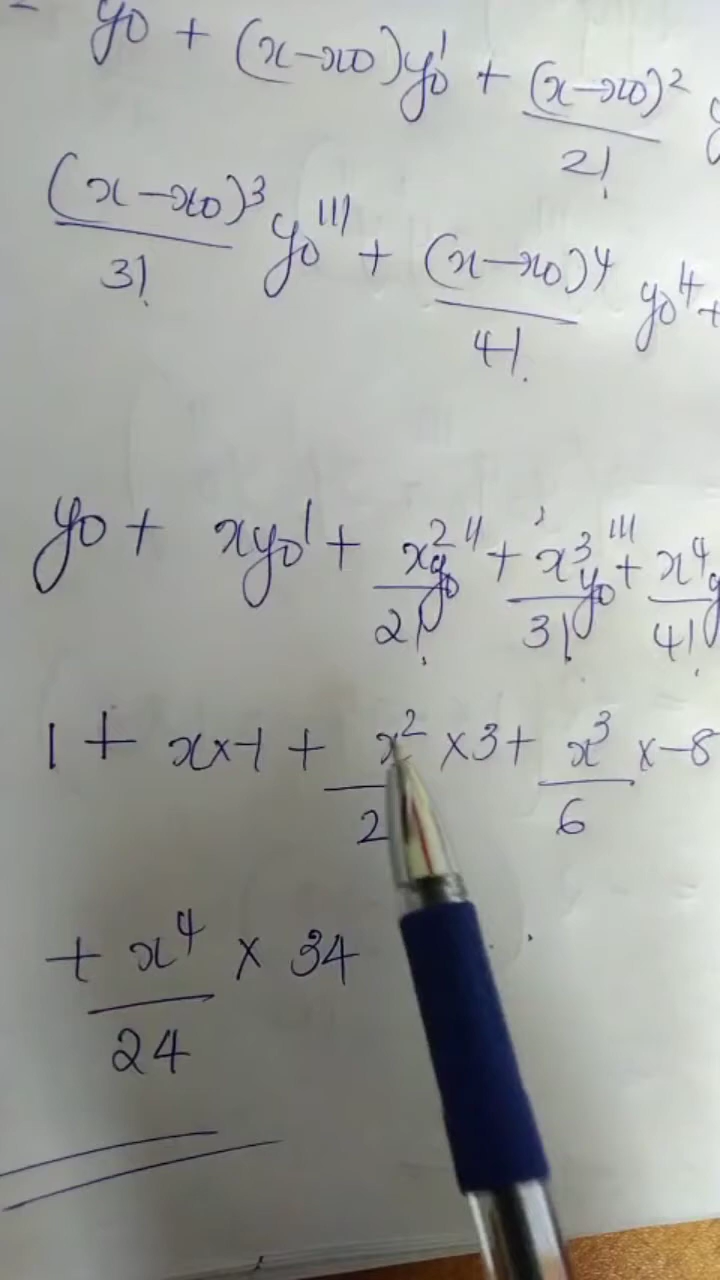 = y0 + (x-x0)y0' + (x-x0)²/2!
(x-x0)³/3! y0''' + (x-x0)⁴/4! y0⁴ +
y0 + xy0' + x²/2! y0'' + x³/3! y0''' + x⁴/4!
1 + x×-1 + x²/2 ×3 + x³/6 ×-8
+ x⁴/24 × 34